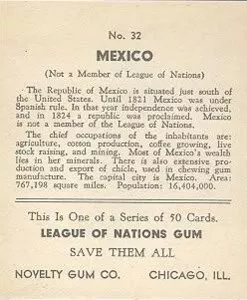 No. 32
MEXICO
(Not a Member of League of Nations)
The Republic of Mexico is situated just south of
the United States. Until 1821 Mexico was under
Spanish rule. In that year independence was achieved,
and in 1824 a republic was proclaimed. Mexico
is not a member of the League of Nations.
The chief occupations of the inhabitants are:
agriculture, cotton production, coffee growing, live
stock raising, and mining. Most of Mexico's wealth
lies in her minerals. There is also extensive produc-
tion and export of chicle, used in chewing gum
manufacture. The capital city is Mexico. Area:
767,198 square miles. Population: 16,404,000.
This Is One of a Series of 50 Cards.
LEAGUE OF NATIONS GUM
SAVE THEM ALL
NOVELTY GUM CO. CHICAGO, ILL.